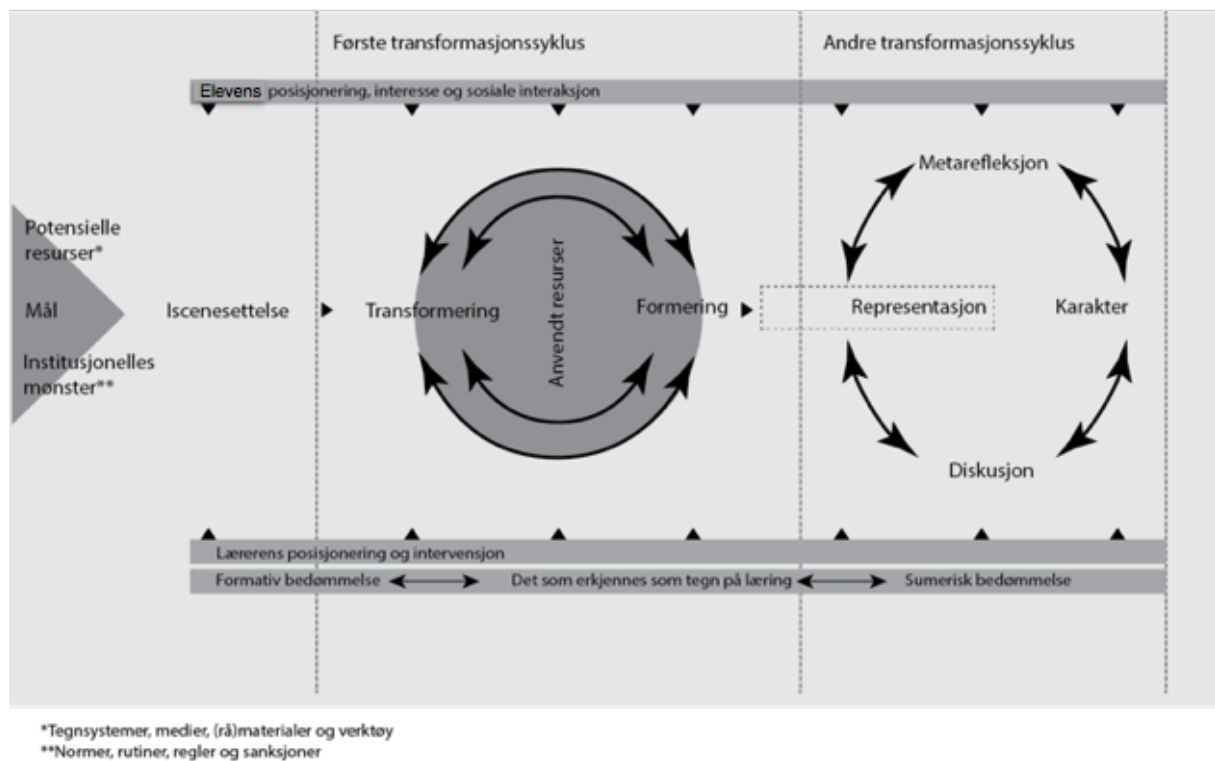 Første transformasjonssyklus
Andre transformasjonssyklus
Elevens posisjonering, interesse og sosiale interaksjon
Potensielle
resurser*
Mål
Institusjonelles
mønster**
Iscenesettelse
Transformering
Anvendt resurser
Formering
Metarefleksjon
Representasjon
Karakter
Diskusjon
Lærerens posisjonering og intervensjon
Formativ bedømmelse
Det som erkjennes som tegn på læring
Sumerisk bedømmelse
*Tegnsystemer, medier, (rå)materialer og verktøy
**Normer, rutiner, regler og sanksjoner